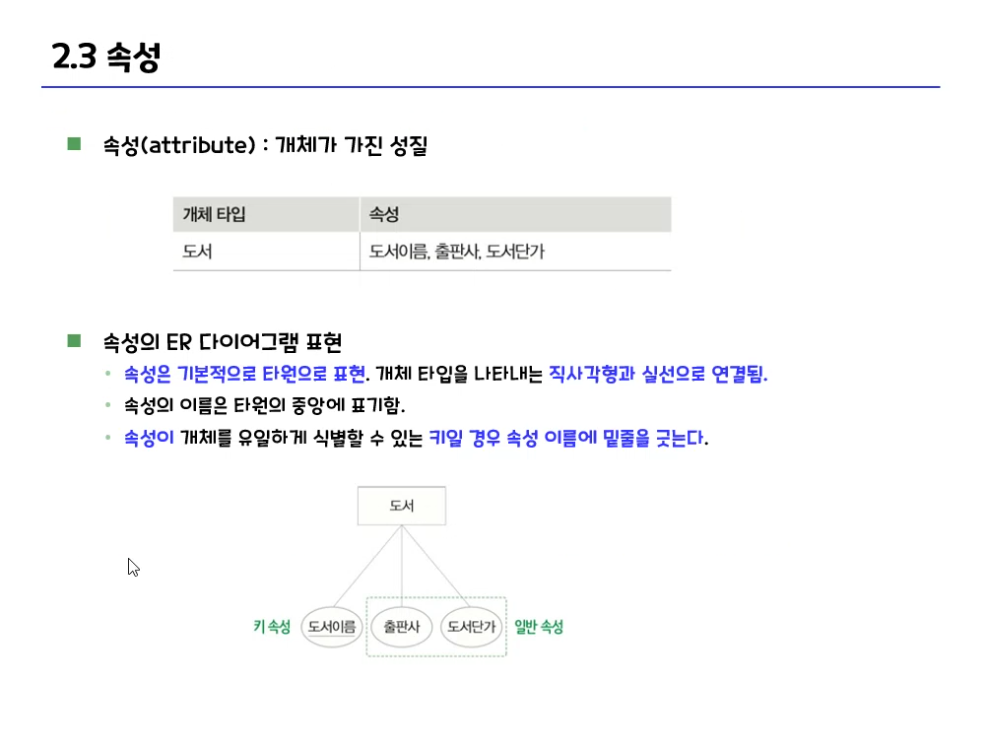 2.3 속성
속성(attribute) : 개체가 가진 성질
개체 타입 속성
도서 도서이름, 출판사, 도서단가
속성의 ER 다이어그램 표현
속성은 기본적으로 타원으로 표현. 개체 타입을 나타내는 직사각형과 실선으로 연결됨.
속성의 이름은 타원의 중앙에 표기함.
속성이 개체를 유일하게 식별할 수 있는 키일 경우 속성 이름에 밑줄을 긋는다.
도서
키 속성 도서이름 출판사 도서단가 일반 속성